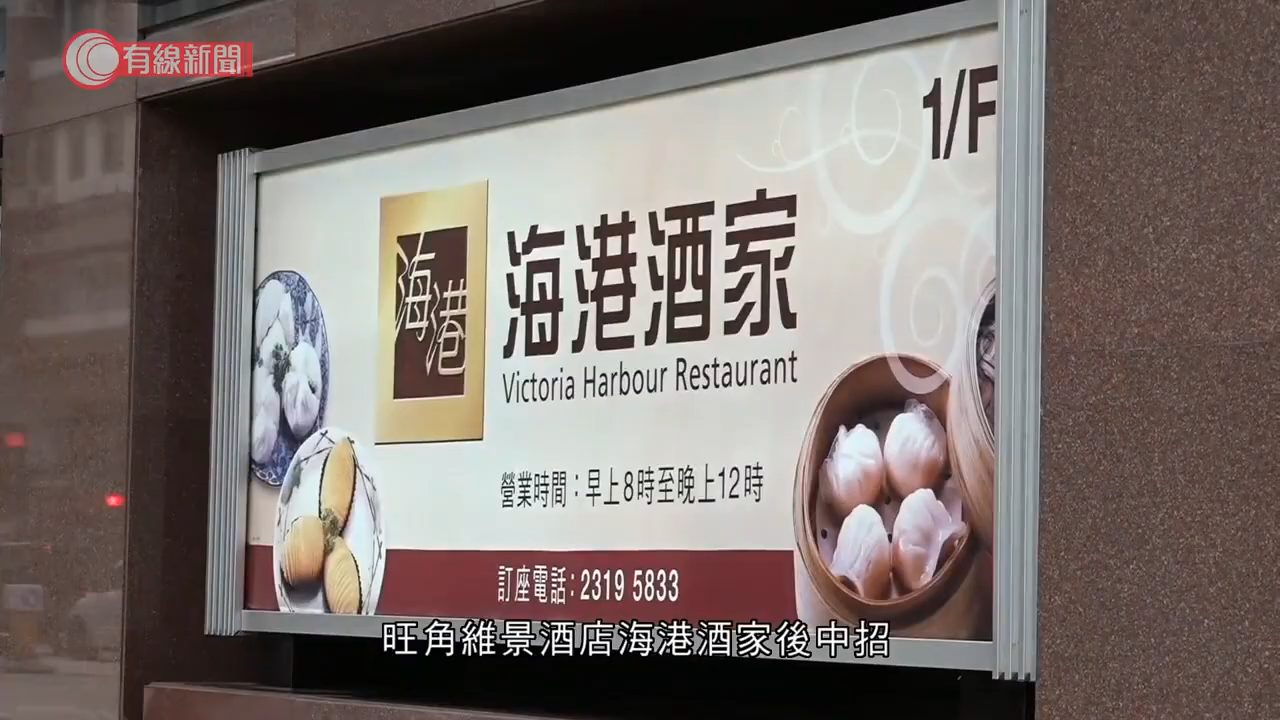 有線新聞
1/F
海港
海港酒家
Victoria Harbour Restaurant
營業時間：早上8時至晚上12時
訂座電話：2319 5833
旺角維景酒店海港酒家後中招